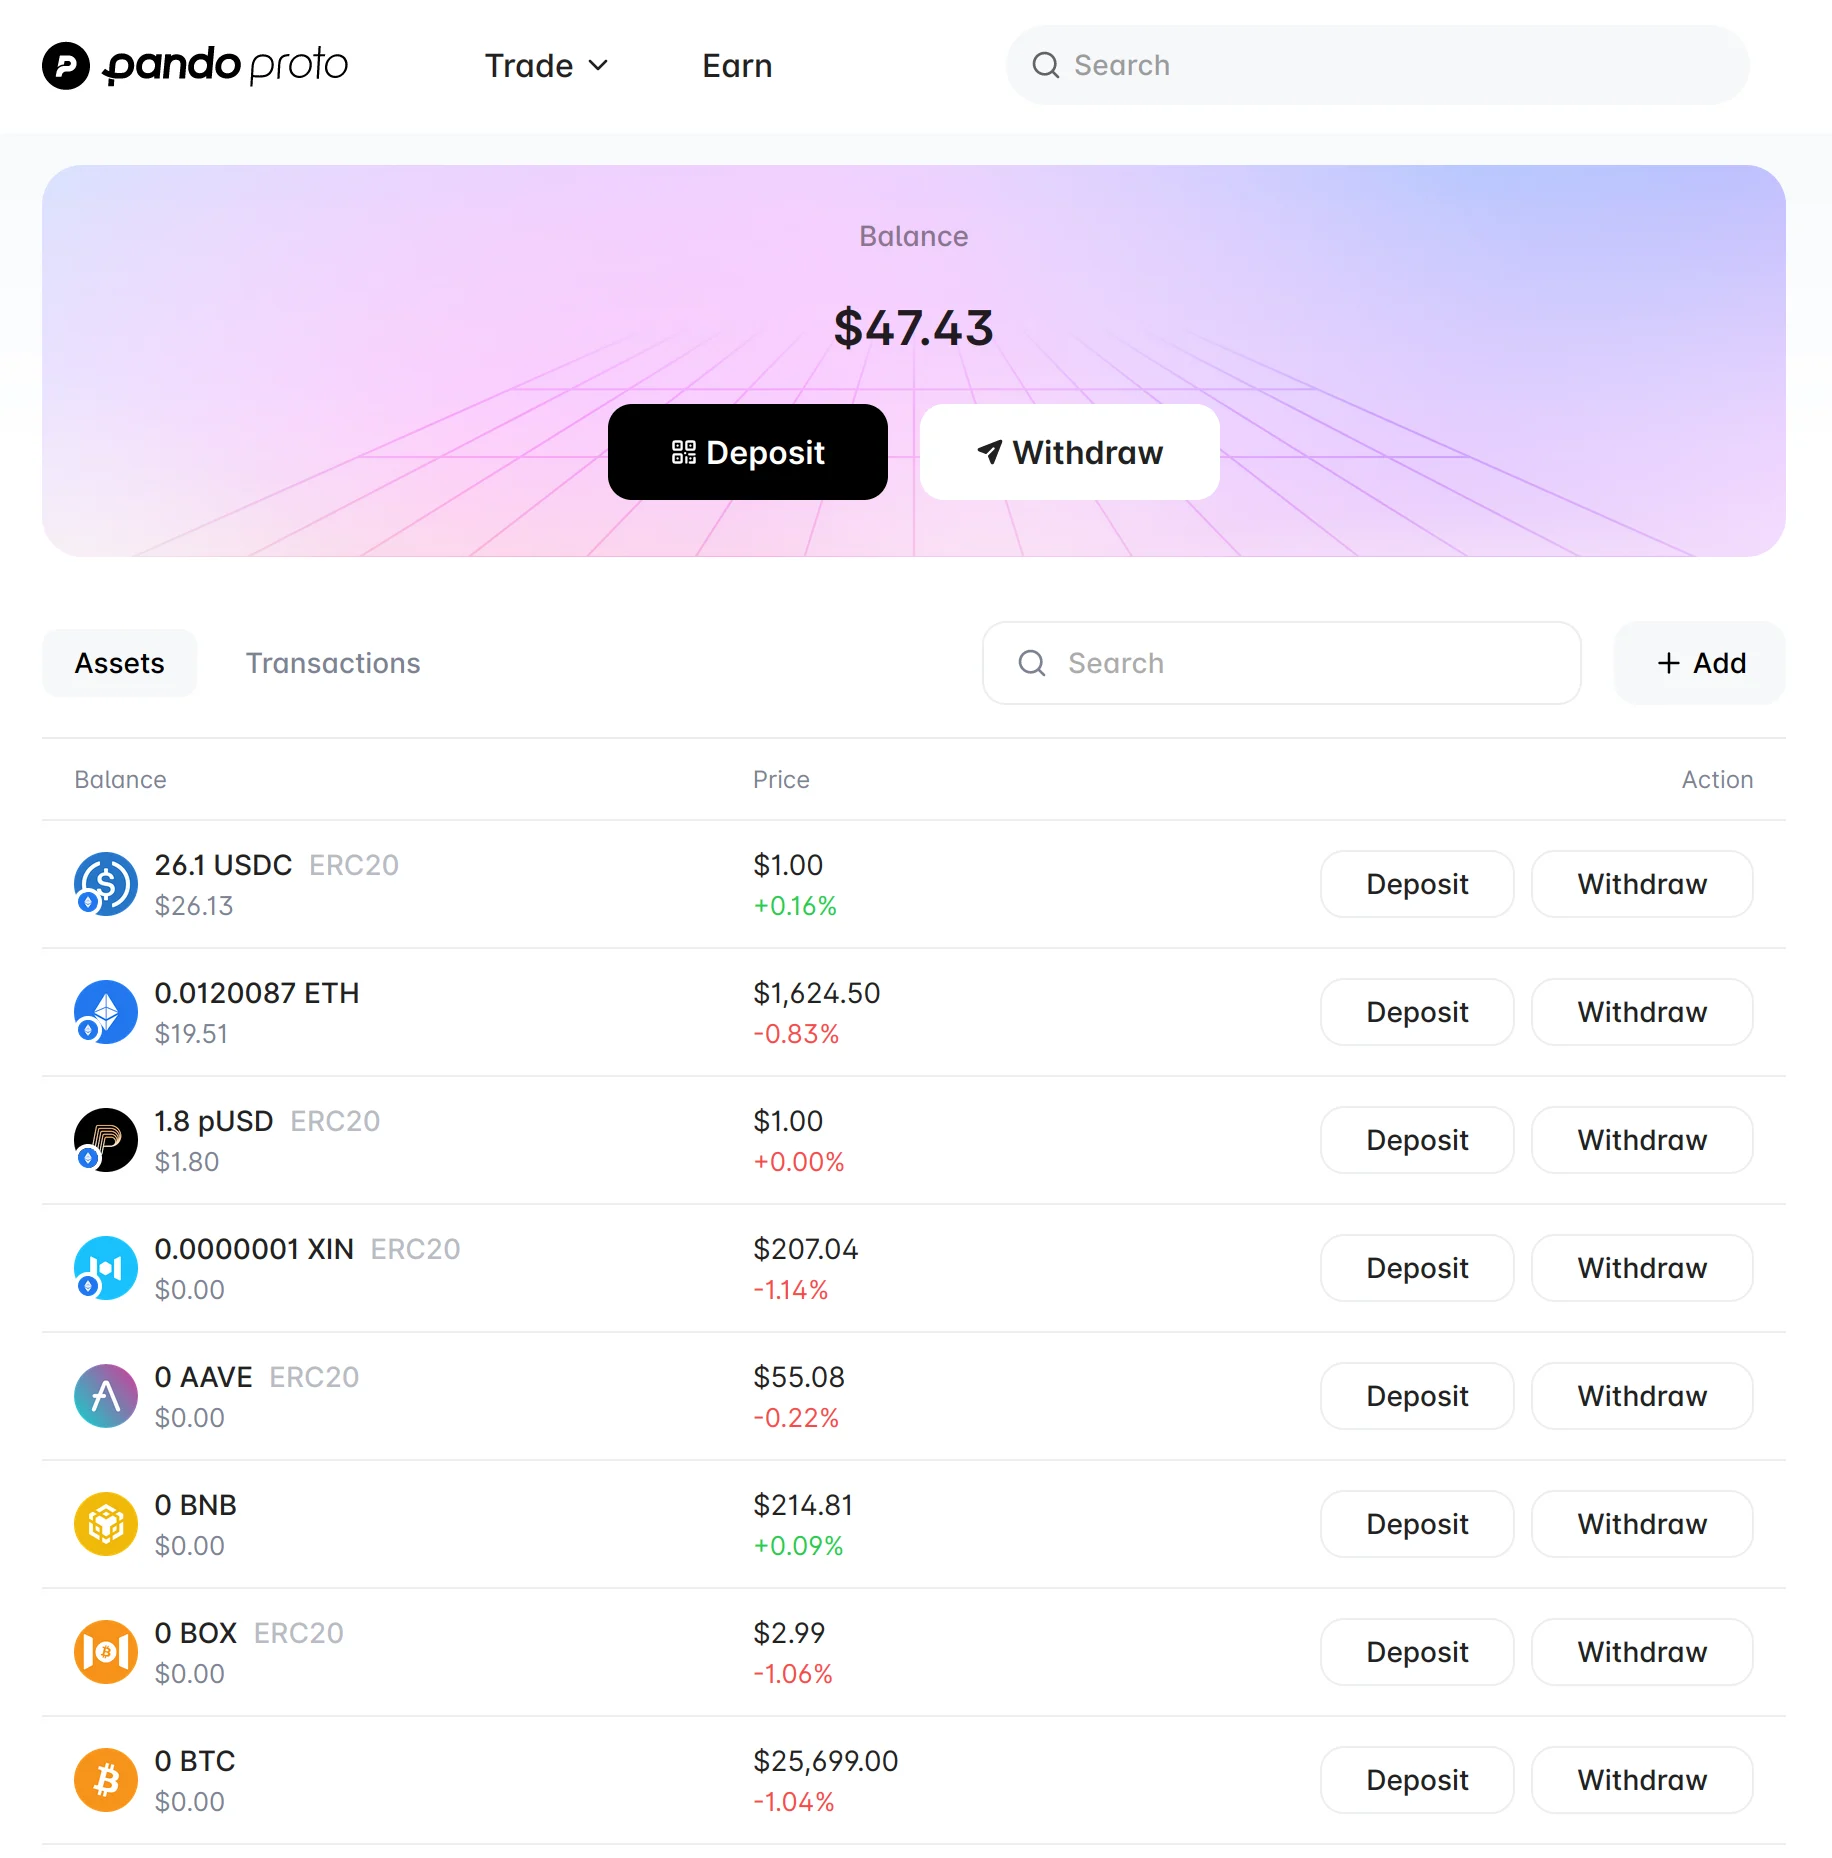 pando proto
Trade
Earn
Search
Balance
$47.43
Deposit
Withdraw
Assets
Transactions
Search
+ Add
Balance
Price
Action
26.1 USDC ERC20
$26.13
$1.00
+0.16%
Deposit
Withdraw
0.0120087 ETH
$19.51
$1,624.50
-0.83%
Deposit
Withdraw
1.8 pUSD ERC20
$1.80
$1.00
+0.00%
Deposit
Withdraw
0.0000001 XIN ERC20
$0.00
$207.04
-1.14%
Deposit
Withdraw
0 AAVE ERC20
$0.00
$55.08
-0.22%
Deposit
Withdraw
0 BNB
$0.00
$214.81
+0.09%
Deposit
Withdraw
0 BOX ERC20
$0.00
$2.99
-1.06%
Deposit
Withdraw
0 BTC
$0.00
$25,699.00
-1.04%
Deposit
Withdraw